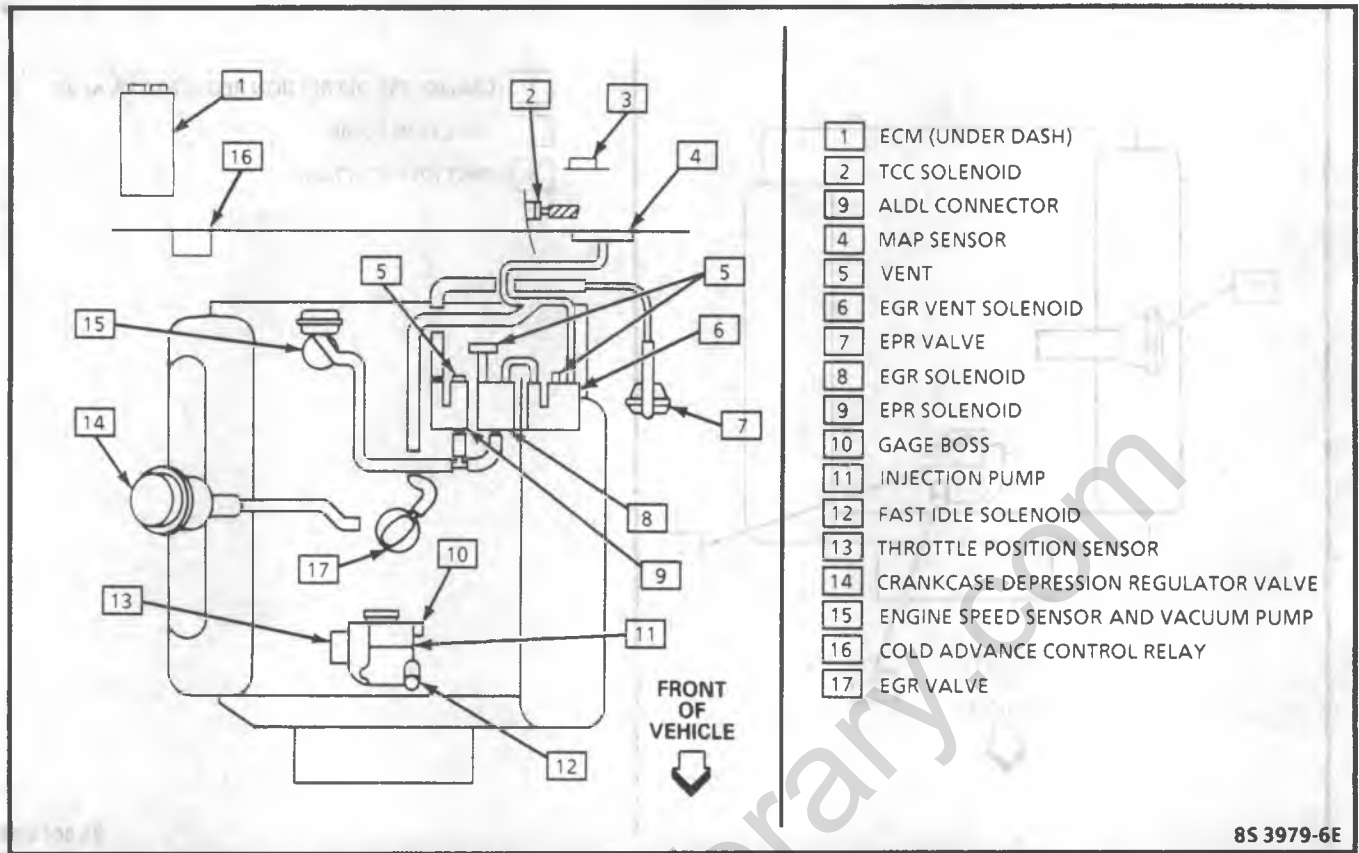 1
2
3
16
4
5
5
15
6
7
14
8
17
10
9
13
11
12
FRONT
OF
VEHICLE
1 ECM (UNDER DASH)
2 TCC SOLENOID
9 ALDL CONNECTOR
4 MAP SENSOR
5 VENT
6 EGR VENT SOLENOID
7 EPR VALVE
8 EGR SOLENOID
9 EPR SOLENOID
10 GAGE BOSS
11 INJECTION PUMP
12 FAST IDLE SOLENOID
13 THROTTLE POSITION SENSOR
14 CRANKCASE DEPRESSION REGULATOR VALVE
15 ENGINE SPEED SENSOR AND VACUUM PUMP
16 COLD ADVANCE CONTROL RELAY
17 EGR VALVE
8S 3979-6E
rary.com